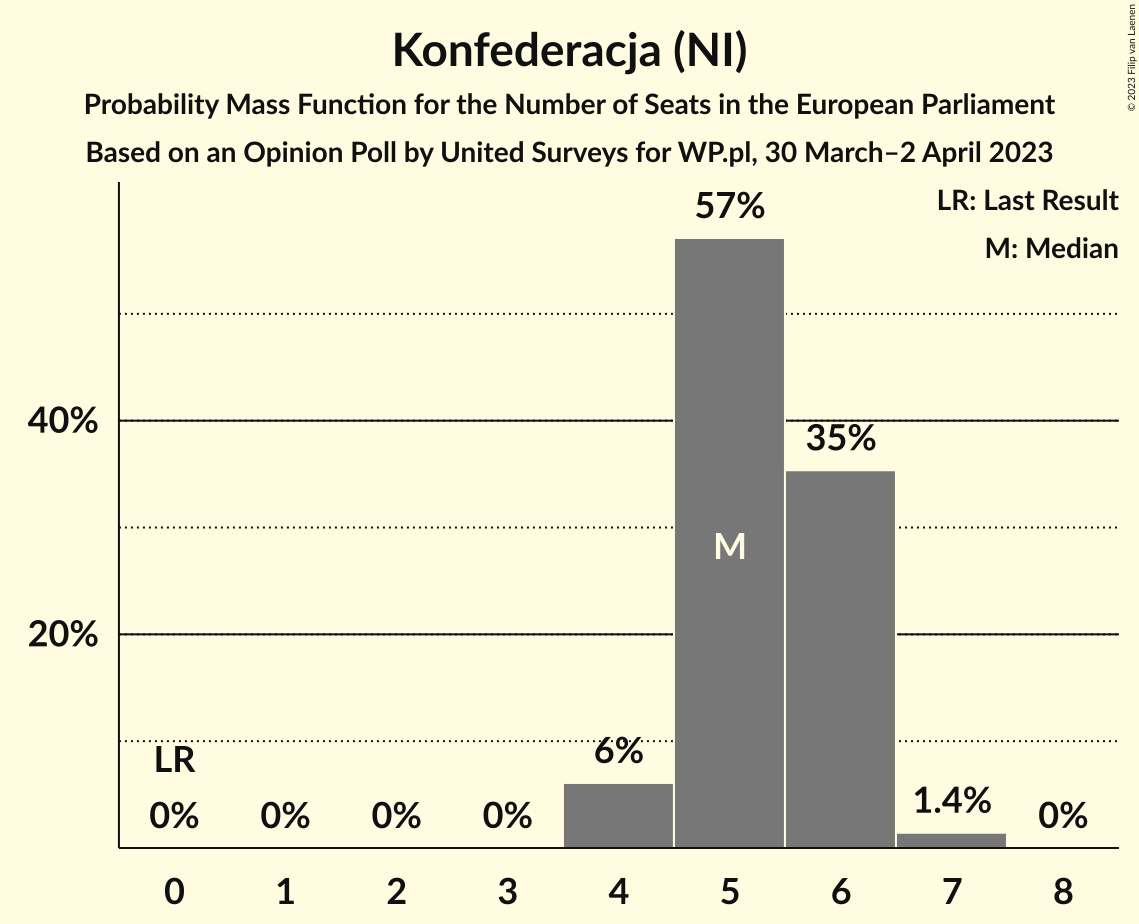 Konfederacja (NI)
Probability Mass Function for the Number of Seats in the European Parliament
Based on an Opinion Poll by United Surveys for WP.pl, 30 March–2 April 2023
© 2023 Filip van Laenen
LR: Last Result
M: Median
57%
40%
35%
M
20%
LR
6%
0% 0% 0% 0% 1.4% 0%
0 1 2 3 4 5 6 7 8